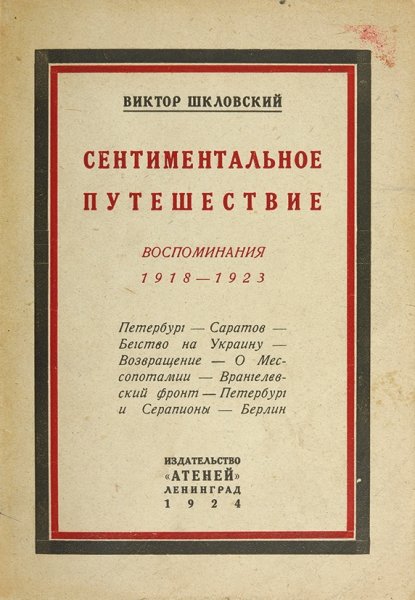 ВИКТОР ШКЛОВСКИЙ
СЕНТИМЕНТАЛЬНОЕ
ПУТЕШЕСТВИЕ
ВОСПОМИНАНИЯ
1918—1923
Петербург — Саратов —
Бегство на Украину —
Возвращение — О Мес-
сопотамии — Врангелев-
ский фронт — Петербург
и Серапионы — Берлин
ИЗДАТЕЛЬСТВО
«АТЕНЕЙ»
ЛЕНИНГРАД
1924